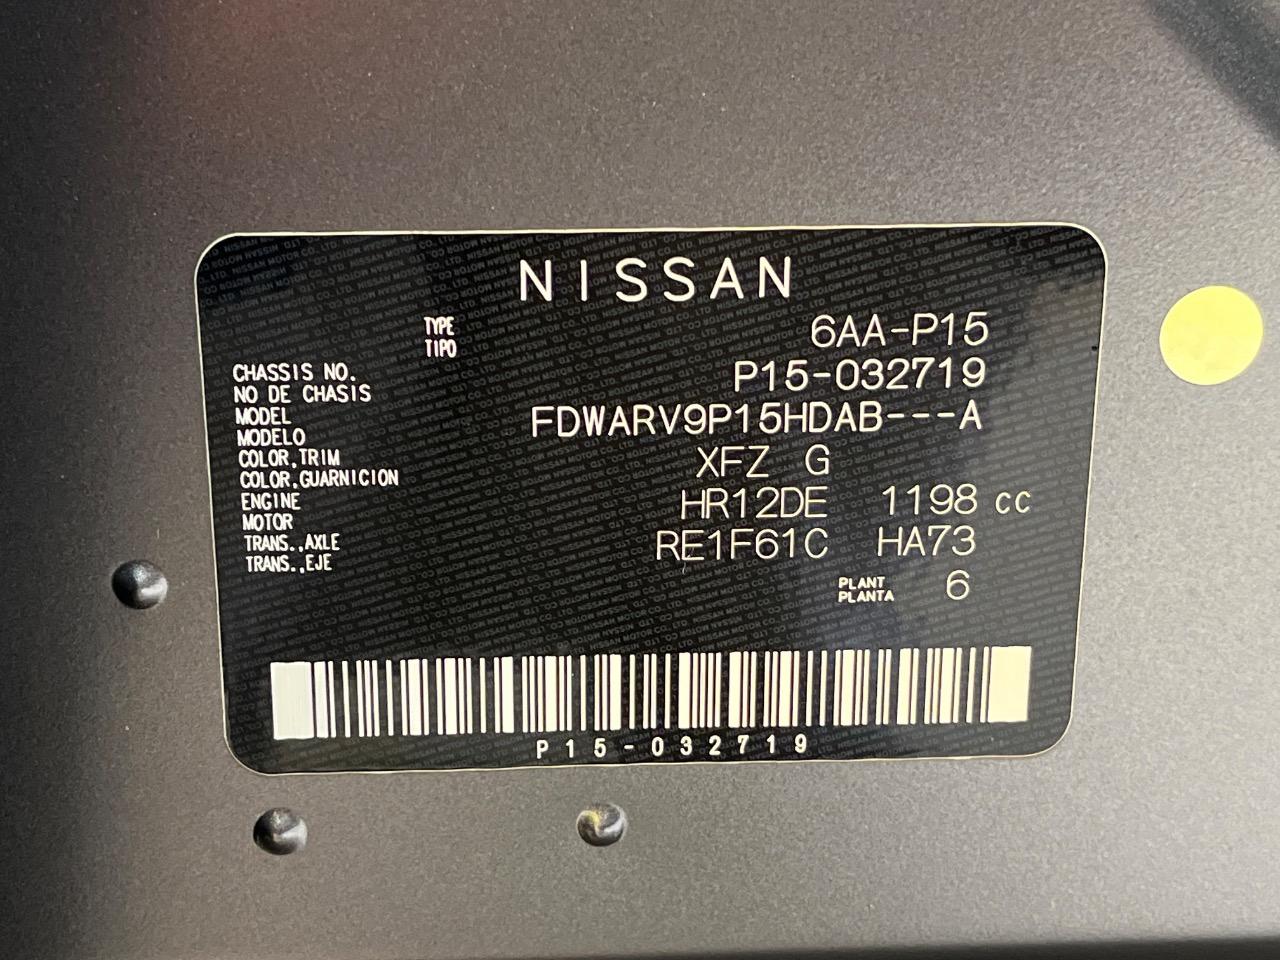 NISSAN
TYPE
TIPO
6AA-P15
CHASSIS NO.
NO DE CHASIS
P15-032719
MODEL
MODELO
FDWARV9P15HDAB---A
COLOR,TRIM
COLOR,GUARNICION
XFZ G
ENGINE
MOTOR
HR12DE 1198 cc
TRANS.,AXLE
TRANS.,EJE
RE1F61C HA73
PLANT
PLANTA
6
P15-032719